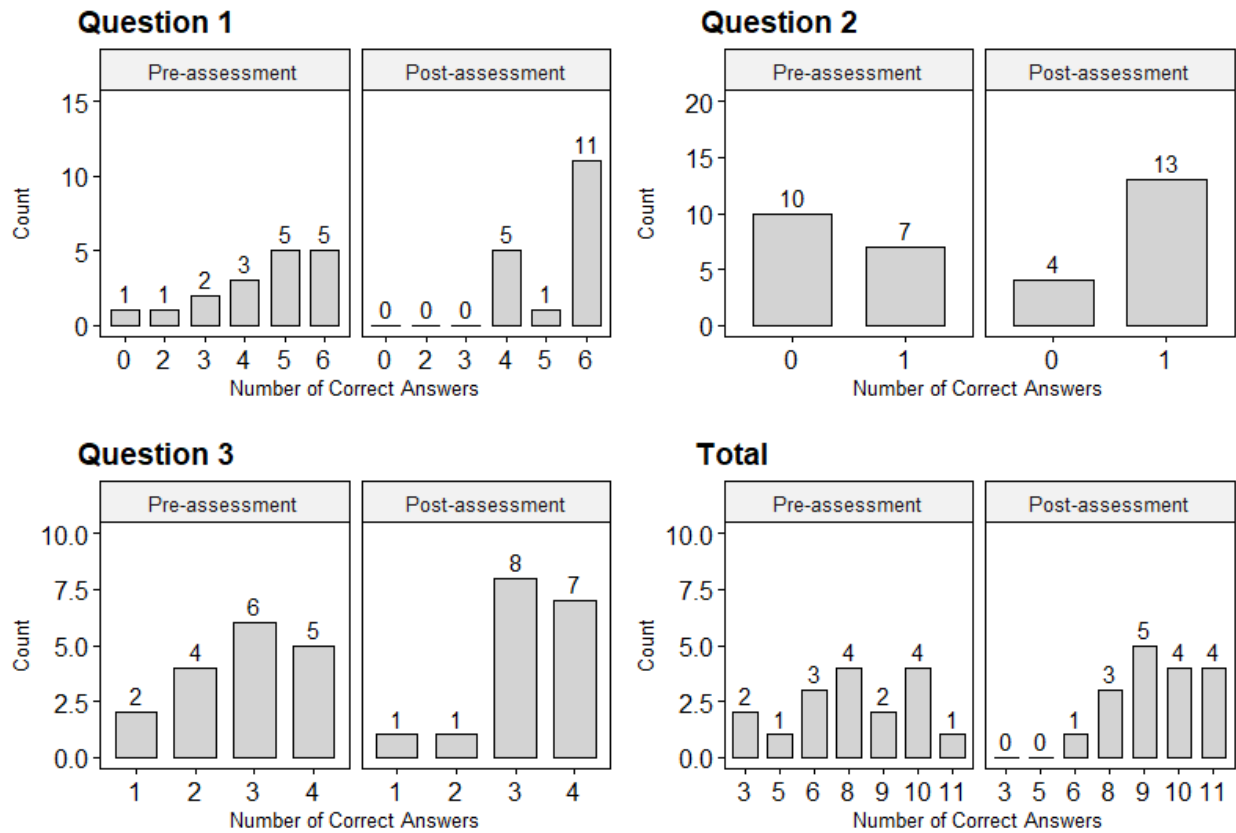 Question 1
Pre-assessment Post-assessment
15
10
5
0
Count
1 1 2 3 5 5
0 0 0 5 1 11
0 2 3 4 5 6 0 2 3 4 5 6
Number of Correct Answers
Question 2
Pre-assessment Post-assessment
20
15
10
5
0
Count
10 7
4 13
0 1 0 1
Number of Correct Answers
Question 3
Pre-assessment Post-assessment
10.0
7.5
5.0
2.5
0.0
Count
2 4 6 5
1 1 8 7
1 2 3 4 1 2 3 4
Number of Correct Answers
Total
Pre-assessment Post-assessment
10.0
7.5
5.0
2.5
0.0
Count
2 1 3 4 2 4 1
0 0 1 3 5 4 4
3 5 6 8 9 10 11 3 5 6 8 9 10 11
Number of Correct Answers